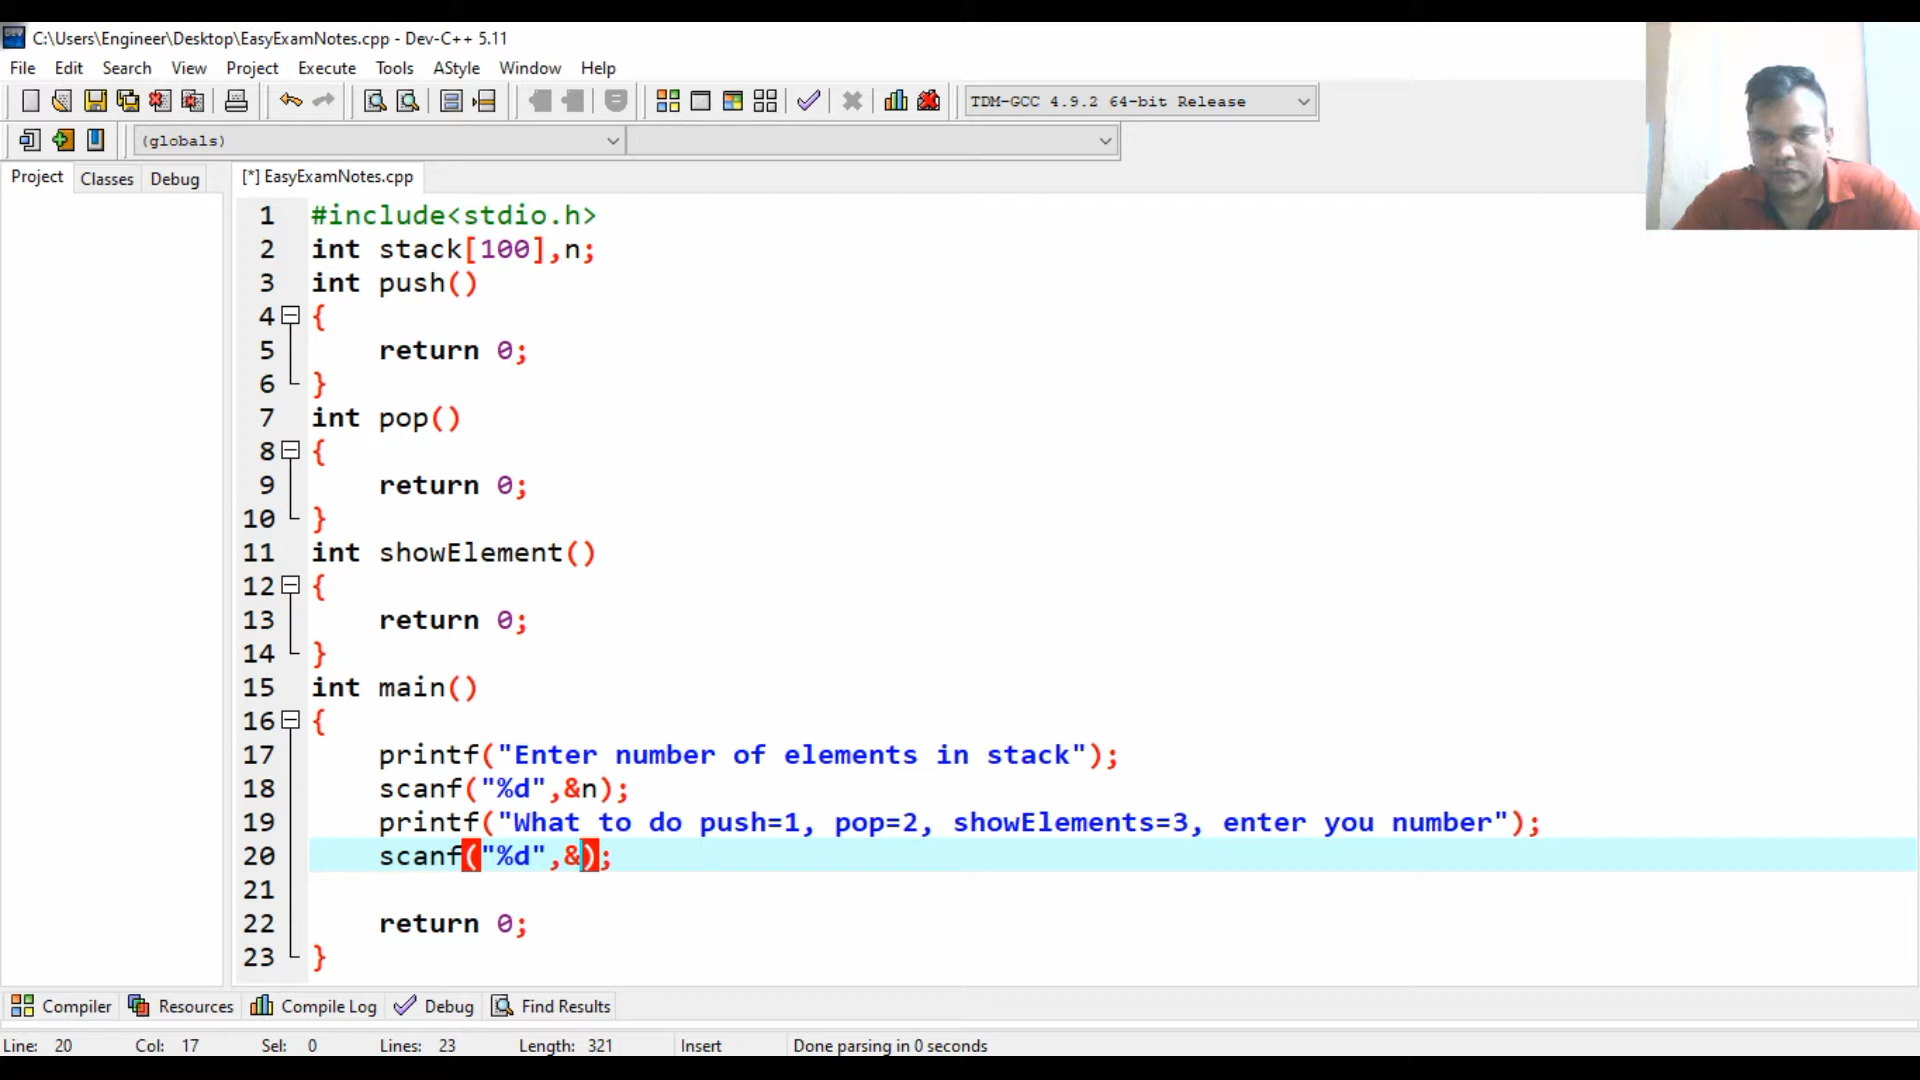 C:\Users\Engineer\Desktop\EasyExamNotes.cpp - Dev-C++ 5.11
File Edit Search View Project Execute Tools AStyle Window Help
TDM-GCC 4.9.2 64-bit Release
(globals)
Project Classes Debug [*] EasyExamNotes.cpp
1 #include<stdio.h>
2 int stack[100],n;
3 int push()
4 {
5 return 0;
6 }
7 int pop()
8 {
9 return 0;
10 }
11 int showElement()
12 {
13 return 0;
14 }
15 int main()
16 {
17 printf("Enter number of elements in stack");
18 scanf("%d",&n);
19 printf("What to do push=1, pop=2, showElements=3, enter you number");
20 scanf("%d",&);
21
22 return 0;
23 }
Compiler Resources Compile Log Debug Find Results
Line: 20 Col: 17 Sel: 0 Lines: 23 Length: 321 Insert Done parsing in 0 seconds